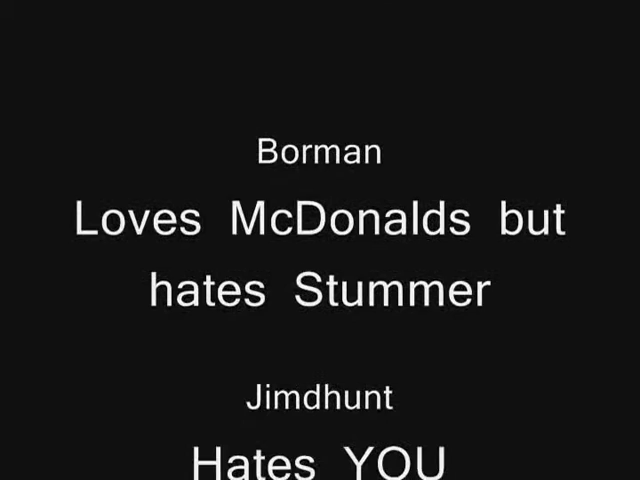 Borman
Loves McDonalds but
hates Stummer
Jimdhunt
Hates YOU